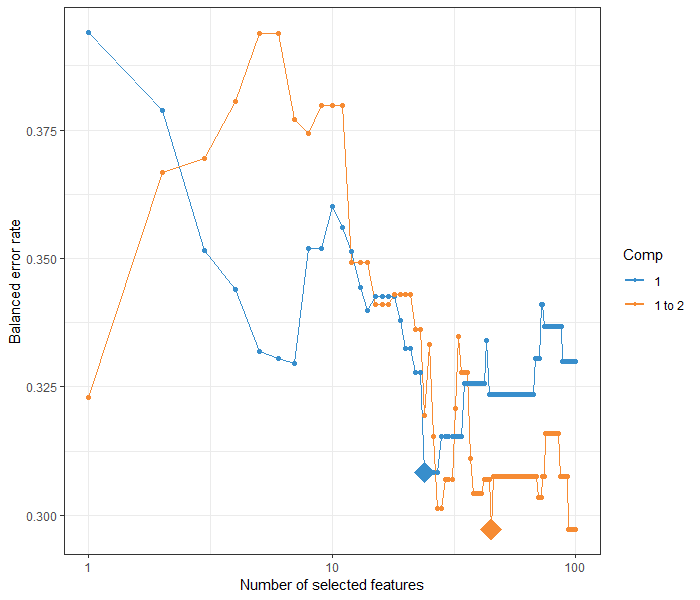 0.375
0.350
0.325
0.300
Balanced error rate
1
10
100
Number of selected features
Comp
1
1 to 2